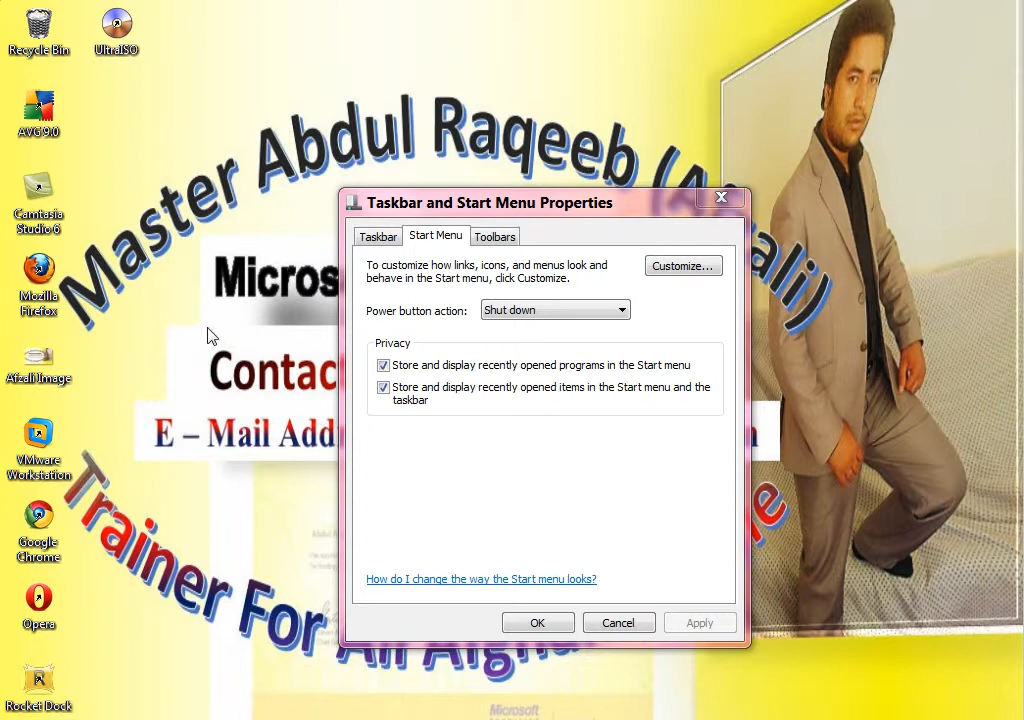 Recycle Bin
UltraISO
AVG 9.0
Camtasia
Studio 6
Mozilla
Firefox
Afzali Image
VMware
Workstation
Google
Chrome
Opera
Rocket Dock
Master Abdul Raqeeb (A
ali)
Micros
Contac
E – Mail Add
Trainer For All Afghan
e
Microsoft
Taskbar and Start Menu Properties
Taskbar
Start Menu
Toolbars
To customize how links, icons, and menus look and
behave in the Start menu, click Customize.
Customize...
Power button action:
Shut down
Privacy
Store and display recently opened programs in the Start menu
Store and display recently opened items in the Start menu and the
taskbar
How do I change the way the Start menu looks?
OK
Cancel
Apply